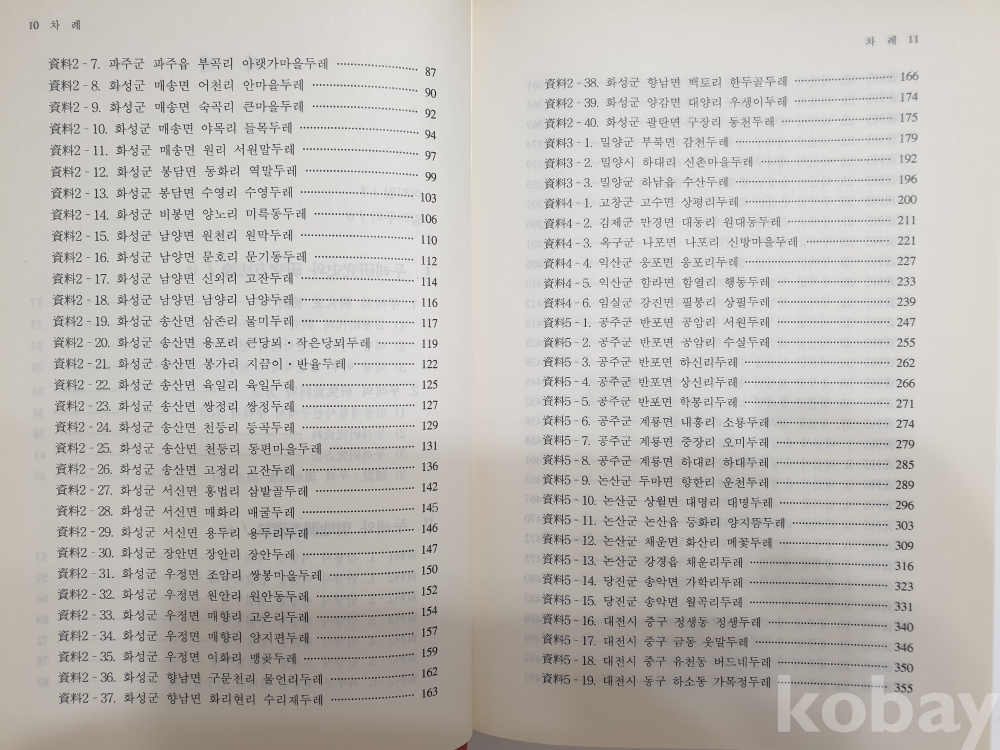 10 차 례
資料2-7. 파주군 파주읍 부곡리 야랫가마을두레 ………… 87
資料2-8. 화성군 매송면 어천리 안마을두레 ………… 90
資料2-9. 화성군 매송면 숙곡리 큰마을두레 ………… 92
資料2-10. 화성군 매송면 야목리 들목두레 ………… 94
資料2-11. 화성군 매송면 원리 서원말두레 ………… 97
資料2-12. 화성군 봉담면 동화리 역말두레 ………… 99
資料2-13. 화성군 봉담면 수영리 수영두레 ………… 103
資料2-14. 화성군 비봉면 양노리 미륵동두레 ………… 106
資料2-15. 화성군 남양면 원천리 원막두레 ………… 110
資料2-16. 화성군 남양면 문호리 문기동두레 ………… 112
資料2-17. 화성군 남양면 신외리 고잔두레 ………… 114
資料2-18. 화성군 남양면 남양리 남양두레 ………… 116
資料2-19. 화성군 송산면 삼존리 물미두레 ………… 117
資料2-20. 화성군 송산면 용포리 큰당뫼·작은당뫼두레 ………… 119
資料2-21. 화성군 송산면 봉가리 지끔이·반율두레 ………… 122
資料2-22. 화성군 송산면 육일리 육일두레 ………… 125
資料2-23. 화성군 송산면 쌍정리 쌍정두레 ………… 127
資料2-24. 화성군 송산면 천등리 등곡두레 ………… 129
資料2-25. 화성군 송산면 천등리 동편마을두레 ………… 131
資料2-26. 화성군 송산면 고정리 고잔두레 ………… 136
資料2-27. 화성군 서신면 홍법리 삼발골두레 ………… 142
資料2-28. 화성군 서신면 매화리 매굴두레 ………… 145
資料2-29. 화성군 서신면 용두리 용두리두레 ………… 146
資料2-30. 화성군 장안면 장안리 장안두레 ………… 147
資料2-31. 화성군 우정면 조암리 쌍봉마을두레 ………… 150
資料2-32. 화성군 우정면 원안리 원안동두레 ………… 152
資料2-33. 화성군 우정면 매향리 고온리두레 ………… 154
資料2-34. 화성군 우정면 매향리 양지편두레 ………… 157
資料2-35. 화성군 우정면 이화리 맹곶두레 ………… 159
資料2-36. 화성군 향남면 구문천리 물언리두레 ………… 162
資料2-37. 화성군 향남면 화리현리 수리재두레 ………… 163
차 례 11
資料2-38. 화성군 향남면 백토리 한두골두레 ………… 166
資料2-39. 화성군 양감면 대양리 우생이두레 ………… 174
資料2-40. 화성군 팔탄면 구장리 동천두레 ………… 175
資料3-1. 밀양군 부북면 감천두레 ………… 179
資料3-2. 밀양시 하대리 신촌마을두레 ………… 192
資料3-3. 밀양군 하남읍 수산두레 ………… 196
資料4-1. 고창군 고수면 상평리두레 ………… 200
資料4-2. 김제군 만경면 대동리 원대동두레 ………… 211
資料4-3. 옥구군 나포면 나포리 신방마을두레 ………… 221
資料4-4. 익산군 웅포면 웅포리두레 ………… 227
資料4-5. 익산군 함라면 함열리 행동두레 ………… 233
資料4-6. 임실군 강진면 필봉리 상필두레 ………… 239
資料5-1. 공주군 반포면 공암리 서원두레 ………… 247
資料5-2. 공주군 반포면 공암리 수실두레 ………… 255
資料5-3. 공주군 반포면 하신리두레 ………… 262
資料5-4. 공주군 반포면 상신리두레 ………… 266
資料5-5. 공주군 반포면 학봉리두레 ………… 271
資料5-6. 공주군 계룡면 내흥리 소룡두레 ………… 274
資料5-7. 공주군 계룡면 중장리 오미두레 ………… 279
資料5-8. 공주군 계룡면 하대리 하대두레 ………… 285
資料5-9. 논산군 두마면 향한리 운천두레 ………… 289
資料5-10. 논산군 상월면 대명리 대명두레 ………… 296
資料5-11. 논산군 논산읍 등화리 양지뜸두레 ………… 303
資料5-12. 논산군 채운면 화산리 메꽃두레 ………… 309
資料5-13. 논산군 강경읍 채운리두레 ………… 316
資料5-14. 당진군 송악면 가학리두레 ………… 323
資料5-15. 당진군 송악면 월곡리두레 ………… 331
資料5-16. 대전시 중구 정생동 정생두레 ………… 340
資料5-17. 대전시 중구 금동 웃말두레 ………… 346
資料5-18. 대전시 중구 유천동 버드네두레 ………… 350
資料5-19. 대전시 동구 하소동 가목정두레 ………… 355
kobay